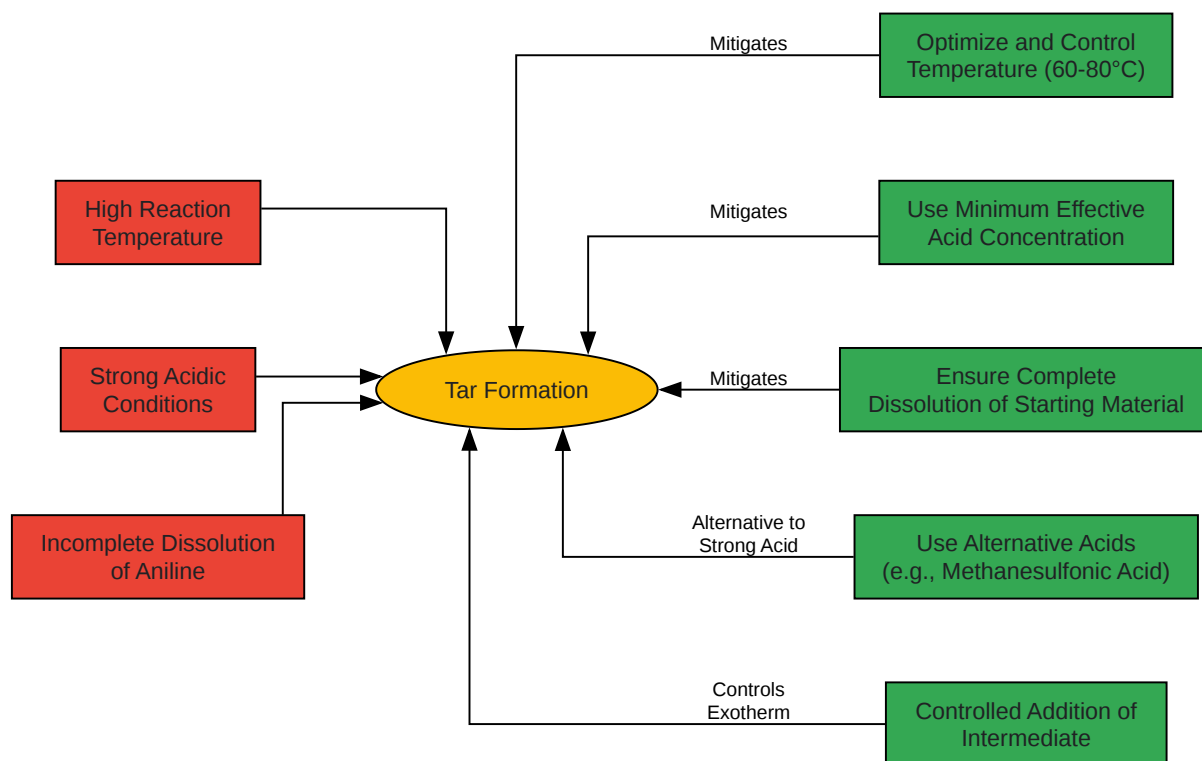 Mitigates
Optimize and Control
Temperature (60-80°C)
High Reaction
Temperature
Mitigates
Use Minimum Effective
Acid Concentration
Strong Acidic
Conditions
Tar Formation
Mitigates
Ensure Complete
Dissolution of Starting Material
Incomplete Dissolution
of Aniline
Alternative to
Strong Acid
Use Alternative Acids
(e.g., Methanesulfonic Acid)
Controls
Exotherm
Controlled Addition of
Intermediate